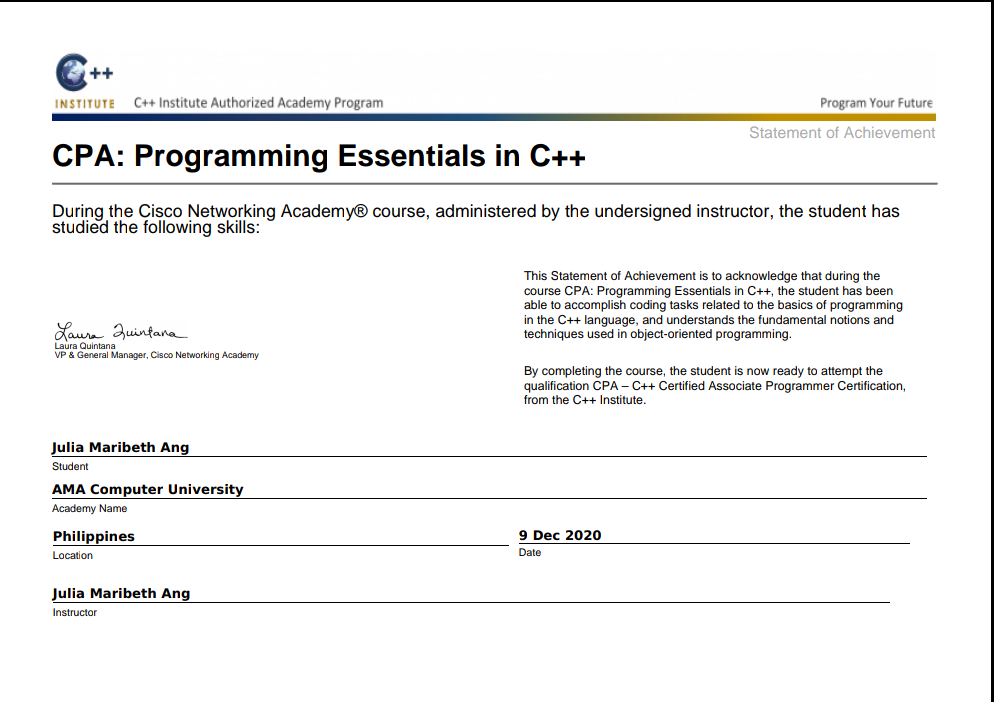 C++
INSTITUTE
C++ Institute Authorized Academy Program
Program Your Future
Statement of Achievement
CPA: Programming Essentials in C++
During the Cisco Networking Academy® course, administered by the undersigned instructor, the student has
studied the following skills:
This Statement of Achievement is to acknowledge that during the
course CPA: Programming Essentials in C++, the student has been
able to accomplish coding tasks related to the basics of programming
in the C++ language, and understands the fundamental notions and
techniques used in object-oriented programming.
By completing the course, the student is now ready to attempt the
qualification CPA – C++ Certified Associate Programmer Certification,
from the C++ Institute.
Laura Quintana
Laura Quintana
VP & General Manager, Cisco Networking Academy
Julia Maribeth Ang
Student
AMA Computer University
Academy Name
Philippines
Location
9 Dec 2020
Date
Julia Maribeth Ang
Instructor